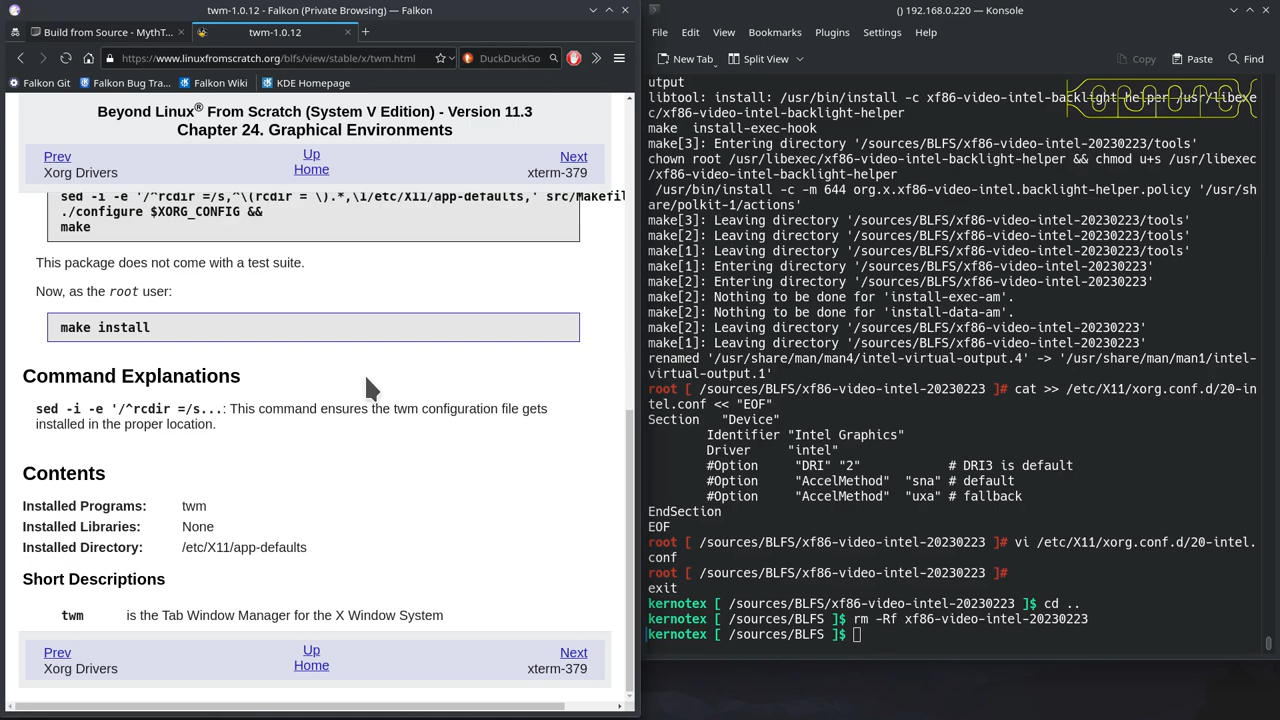 twm-1.0.12 - Falkon (Private Browsing) — Falkon
Build from Source - MythT...
twm-1.0.12
https://www.linuxfromscratch.org/blfs/view/stable/x/twm.html
DuckDuckGo
Falkon Git
Falkon Bug Tra...
Falkon Wiki
KDE Homepage
Beyond Linux® From Scratch (System V Edition) - Version 11.3
Chapter 24. Graphical Environments
Prev
Up
Next
Xorg Drivers
Home
xterm-379
sed -i -e '/^rcdir =/s,^\(rcdir = \).*,\1/etc/X11/app-defaults,' src/Makefil
./configure $XORG_CONFIG &&
make
This package does not come with a test suite.
Now, as the root user:
make install
Command Explanations
sed -i -e '/^rcdir =/s...: This command ensures the twm configuration file gets
installed in the proper location.
Contents
Installed Programs: twm
Installed Libraries: None
Installed Directory: /etc/X11/app-defaults
Short Descriptions
twm is the Tab Window Manager for the X Window System
Prev
Up
Next
Xorg Drivers
Home
xterm-379
() 192.168.0.220 — Konsole
File Edit View Bookmarks Plugins Settings Help
New Tab
Split View
Copy
Paste
Find
utput
libtool: install: /usr/bin/install -c xf86-video-intel-backlight-helper /usr/libexe
c/xf86-video-intel-backlight-helper
make  install-exec-hook
make[3]: Entering directory '/sources/BLFS/xf86-video-intel-20230223/tools'
chown root /usr/libexec/xf86-video-intel-backlight-helper && chmod u+s /usr/libexec
/xf86-video-intel-backlight-helper
/usr/bin/install -c -m 644 org.x.xf86-video-intel.backlight-helper.policy '/usr/sh
are/polkit-1/actions'
make[3]: Leaving directory '/sources/BLFS/xf86-video-intel-20230223/tools'
make[2]: Leaving directory '/sources/BLFS/xf86-video-intel-20230223/tools'
make[1]: Leaving directory '/sources/BLFS/xf86-video-intel-20230223/tools'
make[1]: Entering directory '/sources/BLFS/xf86-video-intel-20230223'
make[2]: Entering directory '/sources/BLFS/xf86-video-intel-20230223'
make[2]: Nothing to be done for 'install-exec-am'.
make[2]: Nothing to be done for 'install-data-am'.
make[2]: Leaving directory '/sources/BLFS/xf86-video-intel-20230223'
make[1]: Leaving directory '/sources/BLFS/xf86-video-intel-20230223'
renamed '/usr/share/man/man4/intel-virtual-output.4' -> '/usr/share/man/man1/intel-
virtual-output.1'
root [ /sources/BLFS/xf86-video-intel-20230223 ]# cat >> /etc/X11/xorg.conf.d/20-in
tel.conf << "EOF"
Section   "Device"
Identifier "Intel Graphics"
Driver     "intel"
#Option     "DRI" "2"            # DRI3 is default
#Option     "AccelMethod"  "sna" # default
#Option     "AccelMethod"  "uxa" # fallback
EndSection
EOF
root [ /sources/BLFS/xf86-video-intel-20230223 ]# vi /etc/X11/xorg.conf.d/20-intel.
conf
root [ /sources/BLFS/xf86-video-intel-20230223 ]#
exit
kernotex [ /sources/BLFS/xf86-video-intel-20230223 ]$ cd ..
kernotex [ /sources/BLFS ]$ rm -Rf xf86-video-intel-20230223
kernotex [ /sources/BLFS ]$